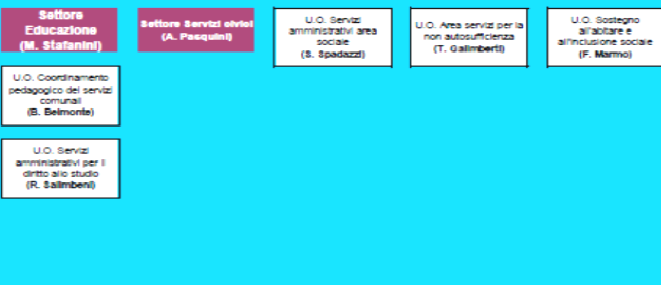 Settore
Educazione
(M. Stafanini)
Settore Servizi civici
(A. Pasquini)
U.O. Servizi
amministrativi area
sociale
(S. Spadazzi)
U.O. Area servizi per la
non autosufficienza
(T. Galimberti)
U.O. Sostegno
all'abitare e
all'inclusione sociale
(F. Marmo)
U.O. Coordinamento
pedagogico dei servizi
comunali
(B. Belmonte)
U.O. Servizi
amministrativi per il
diritto allo studio
(R. Salimbeni)